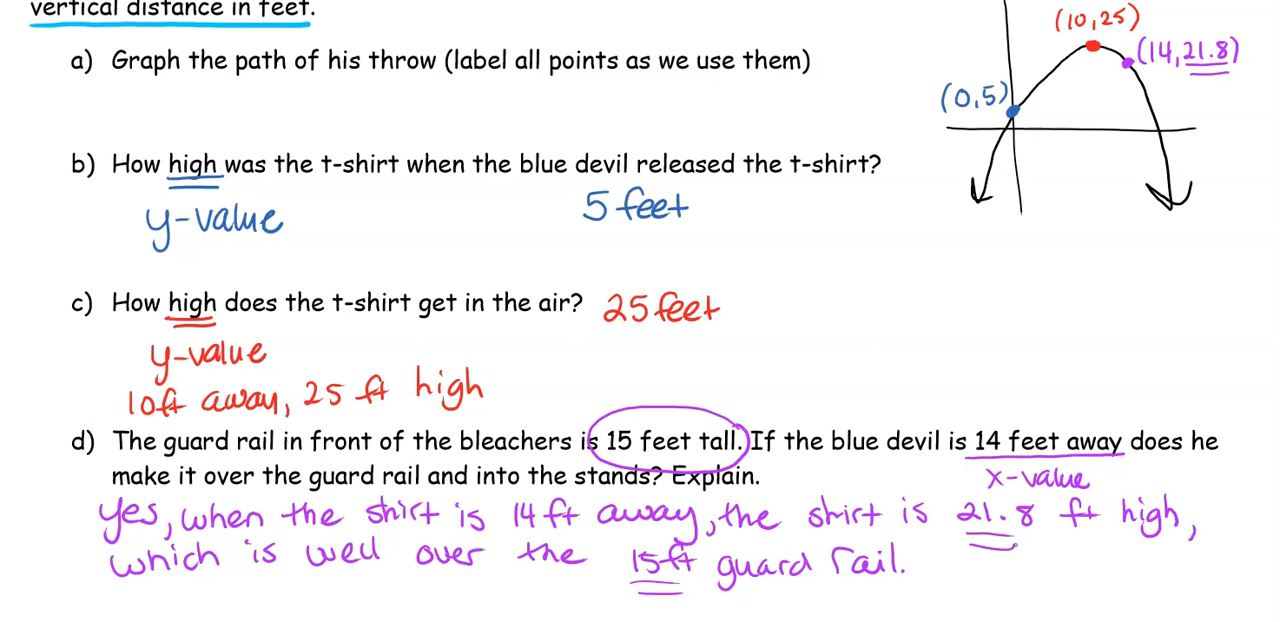 vertical distance in feet.
(10,25)
a) Graph the path of his throw (label all points as we use them)
(14,21.8)
(0,5)
b) How high was the t-shirt when the blue devil released the t-shirt?
y-value
5 feet
c) How high does the t-shirt get in the air? 25 feet
y-value
10ft away, 25 ft high
d) The guard rail in front of the bleachers is 15 feet tall. If the blue devil is 14 feet away does he
make it over the guard rail and into the stands? Explain.
x-value
yes, when the shirt is 14ft away, the shirt is 21.8 ft high,
which is well over the 15ft guard rail.